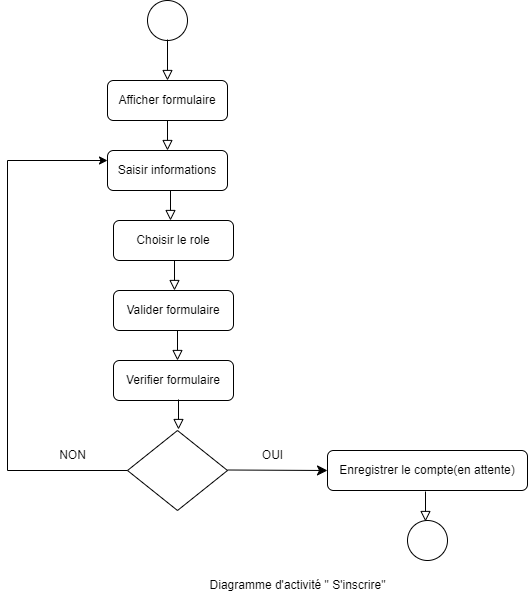 Afficher formulaire
Saisir informations
Choisir le role
Valider formulaire
Verifier formulaire
NON
OUI
Enregistrer le compte(en attente)
Diagramme d'activité " S'inscrire"